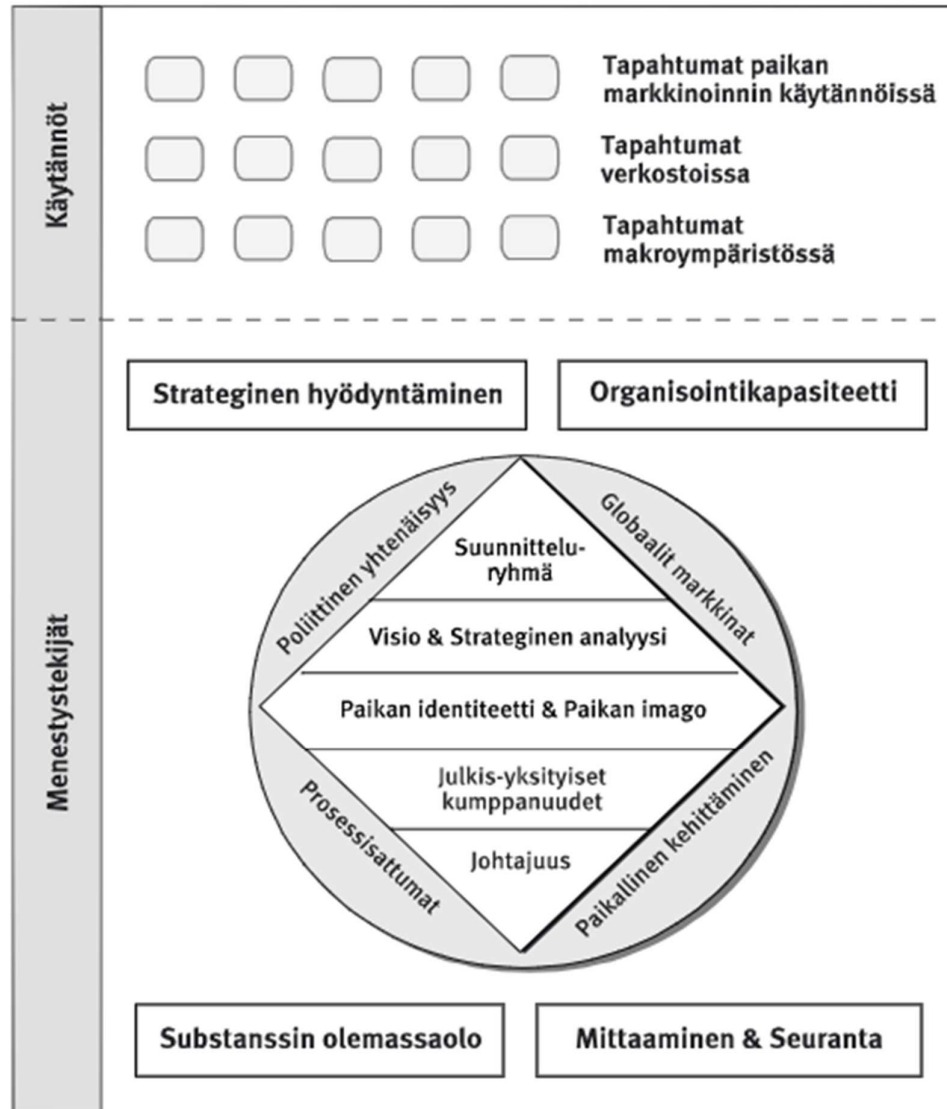 Käytännöt
Tapahtumat paikan
markkinoinnin käytännöissä
Tapahtumat
verkostoissa
Tapahtumat
makroympäristössä
Menestystekijät
Strateginen hyödyntäminen
Organisointikapasiteetti
Poliittinen yhtenäisyys
Globaalit markkinat
Suunnittelu-
ryhmä
Visio & Strateginen analyysi
Paikan identiteetti & Paikan imago
Julkis-yksityiset
kumppanuudet
Johtajuus
Prosessisattumat
Paikallinen kehittäminen
Substanssin olemassaolo
Mittaaminen & Seuranta